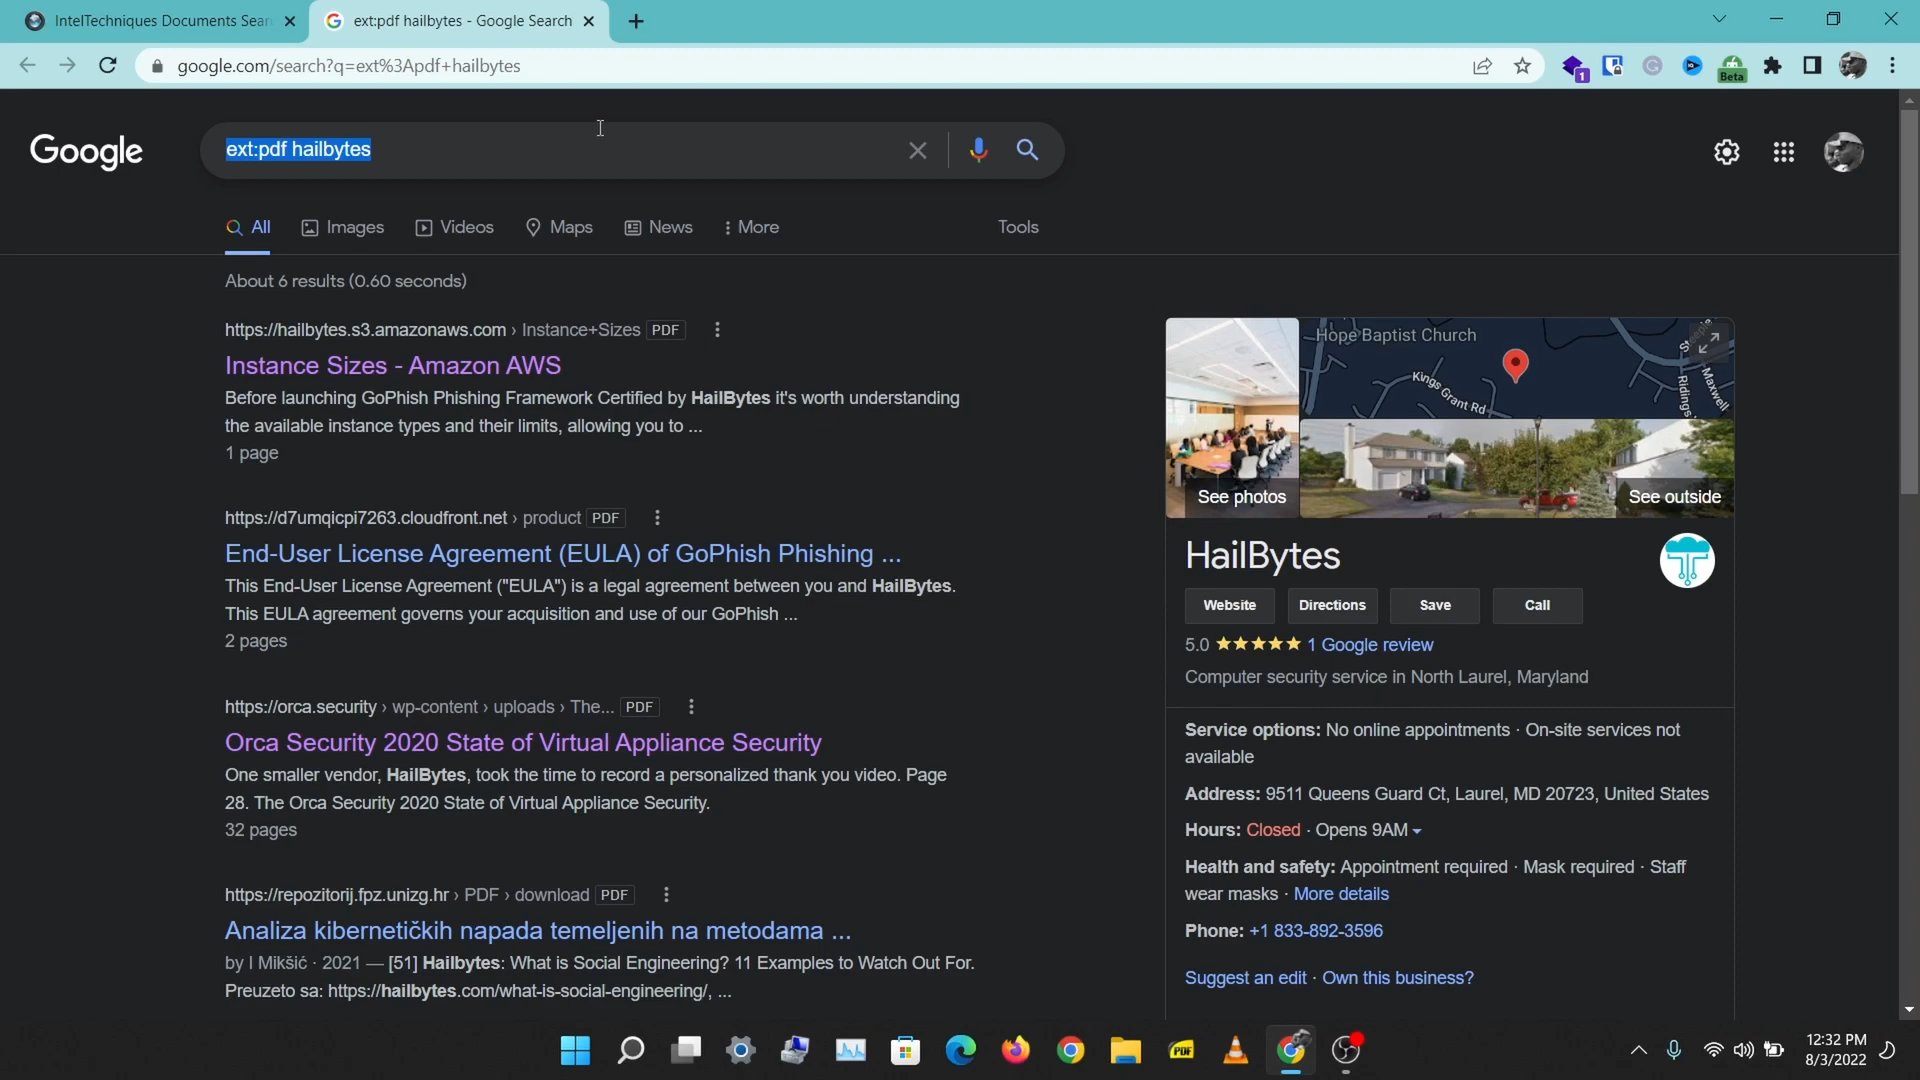 IntelTechniques Documents Sear
ext:pdf hailbytes - Google Search
google.com/search?q=ext%3Apdf+hailbytes
1
Beta
Google
ext:pdf hailbytes
All
Images
Videos
Maps
News
More
Tools
About 6 results (0.60 seconds)
https://hailbytes.s3.amazonaws.com › Instance+Sizes PDF
Instance Sizes - Amazon AWS
Before launching GoPhish Phishing Framework Certified by HailBytes it's worth understanding
the available instance types and their limits, allowing you to ...
1 page
https://d7umqicpi7263.cloudfront.net › product PDF
End-User License Agreement (EULA) of GoPhish Phishing ...
This End-User License Agreement ("EULA") is a legal agreement between you and HailBytes.
This EULA agreement governs your acquisition and use of our GoPhish ...
2 pages
https://orca.security › wp-content › uploads › The... PDF
Orca Security 2020 State of Virtual Appliance Security
One smaller vendor, HailBytes, took the time to record a personalized thank you video. Page
28. The Orca Security 2020 State of Virtual Appliance Security.
32 pages
https://repozitorij.fpz.unizg.hr › PDF › download PDF
Analiza kibernetičkih napada temeljenih na metodama ...
by I Mikšić · 2021 — [51] Hailbytes: What is Social Engineering? 11 Examples to Watch Out For.
Preuzeto sa: https://hailbytes.com/what-is-social-engineering/, ...
Hope Baptist Church
Kings Grant Rd
Maxwell
See photos
See outside
HailBytes
Website
Directions
Save
Call
5.0 ★★★★★ 1 Google review
Computer security service in North Laurel, Maryland
Service options: No online appointments · On-site services not
available
Address: 9511 Queens Guard Ct, Laurel, MD 20723, United States
Hours: Closed · Opens 9AM
Health and safety: Appointment required · Mask required · Staff
wear masks · More details
Phone: +1 833-892-3596
Suggest an edit · Own this business?
PDF
12:32 PM
8/3/2022